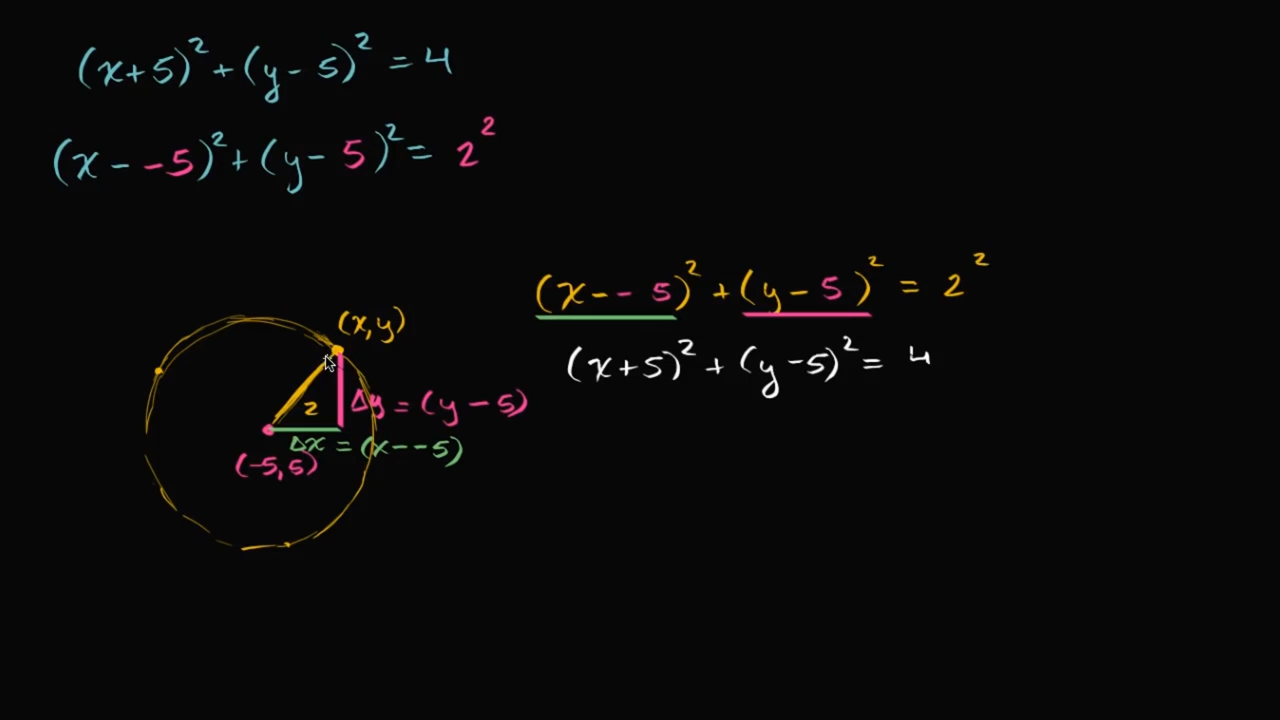 (x+5)²+(y-5)²=4
(x--5)²+(y-5)²=2²
(x--5)²+(y-5)²=2²
(x+5)²+(y-5)²=4
(x,y)
2
Δy=(y-5)
Δx=(x--5)
(-5,5)